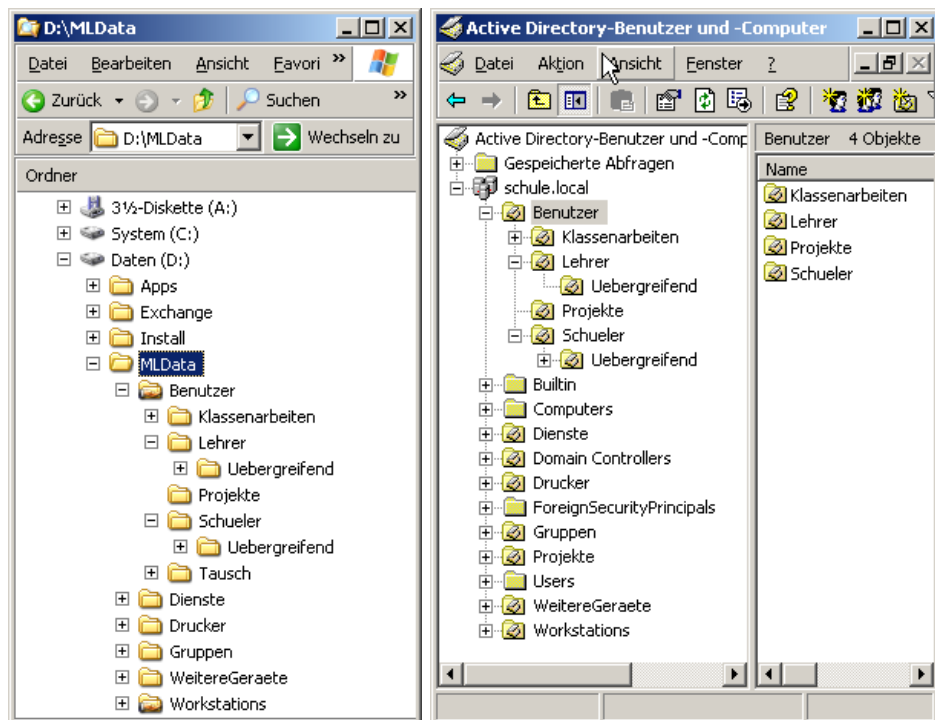 D:\MLData
Datei Bearbeiten Ansicht Favori »
Zurück Suchen »
Adresse D:\MLData Wechseln zu
Ordner
3½-Diskette (A:)
System (C:)
Daten (D:)
Apps
Exchange
Install
MLData
Benutzer
Klassenarbeiten
Lehrer
Uebergreifend
Projekte
Schueler
Uebergreifend
Tausch
Dienste
Drucker
Gruppen
WeitereGeraete
Workstations
Active Directory-Benutzer und -Computer
Datei Aktion Ansicht Fenster ?
Active Directory-Benutzer und -Comp
Gespeicherte Abfragen
schule.local
Benutzer
Klassenarbeiten
Lehrer
Uebergreifend
Projekte
Schueler
Uebergreifend
Builtin
Computers
Dienste
Domain Controllers
Drucker
ForeignSecurityPrincipals
Gruppen
Projekte
Users
WeitereGeraete
Workstations
Benutzer 4 Objekte
Name
Klassenarbeiten
Lehrer
Projekte
Schueler